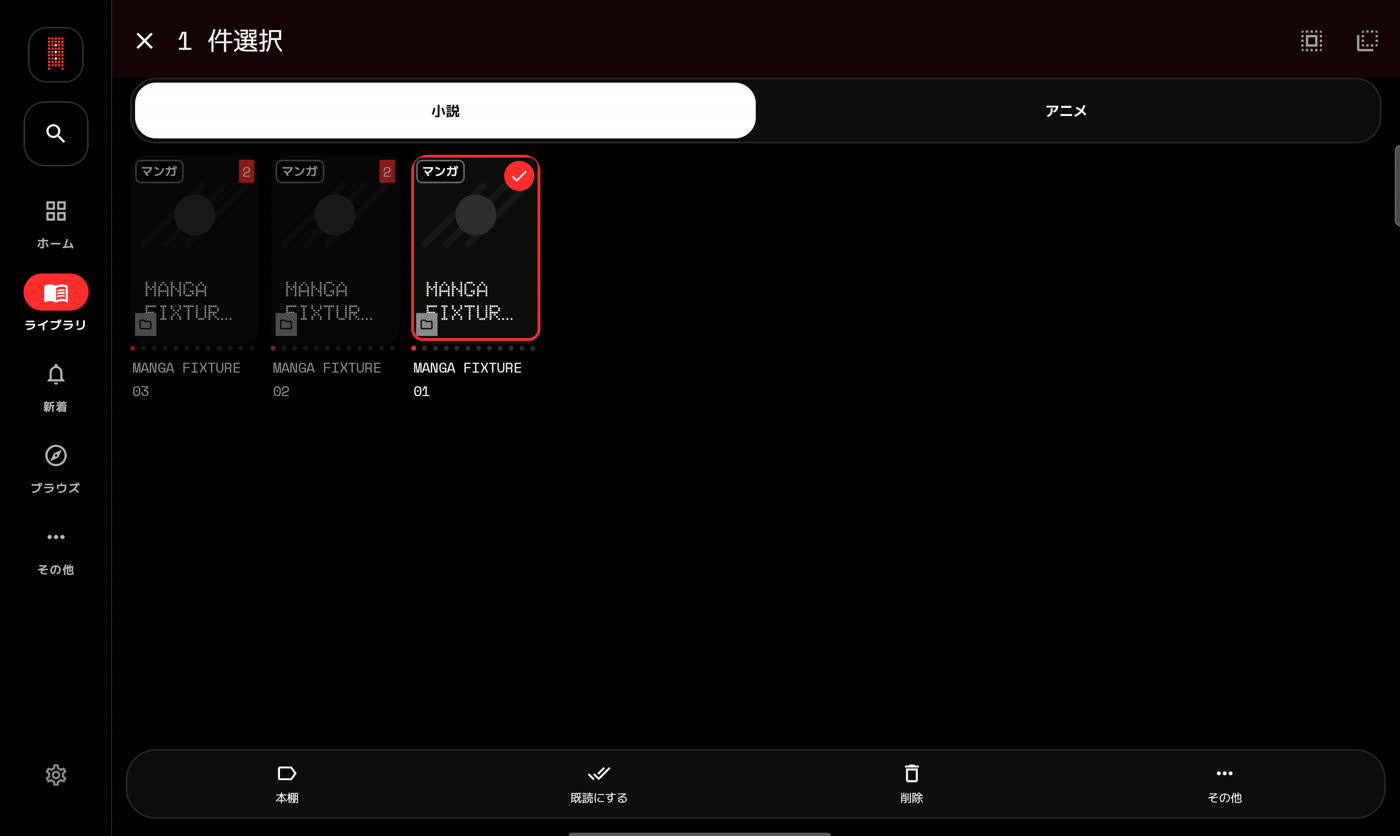 1 件選択
小説
アニメ
ホーム
ライブラリ
新着
ブラウズ
その他
マンガ 2
MANGA
FIXTUR…
MANGA FIXTURE
03
マンガ 2
MANGA
FIXTUR…
MANGA FIXTURE
02
マンガ
MANGA
FIXTUR…
MANGA FIXTURE
01
本棚
既読にする
削除
その他